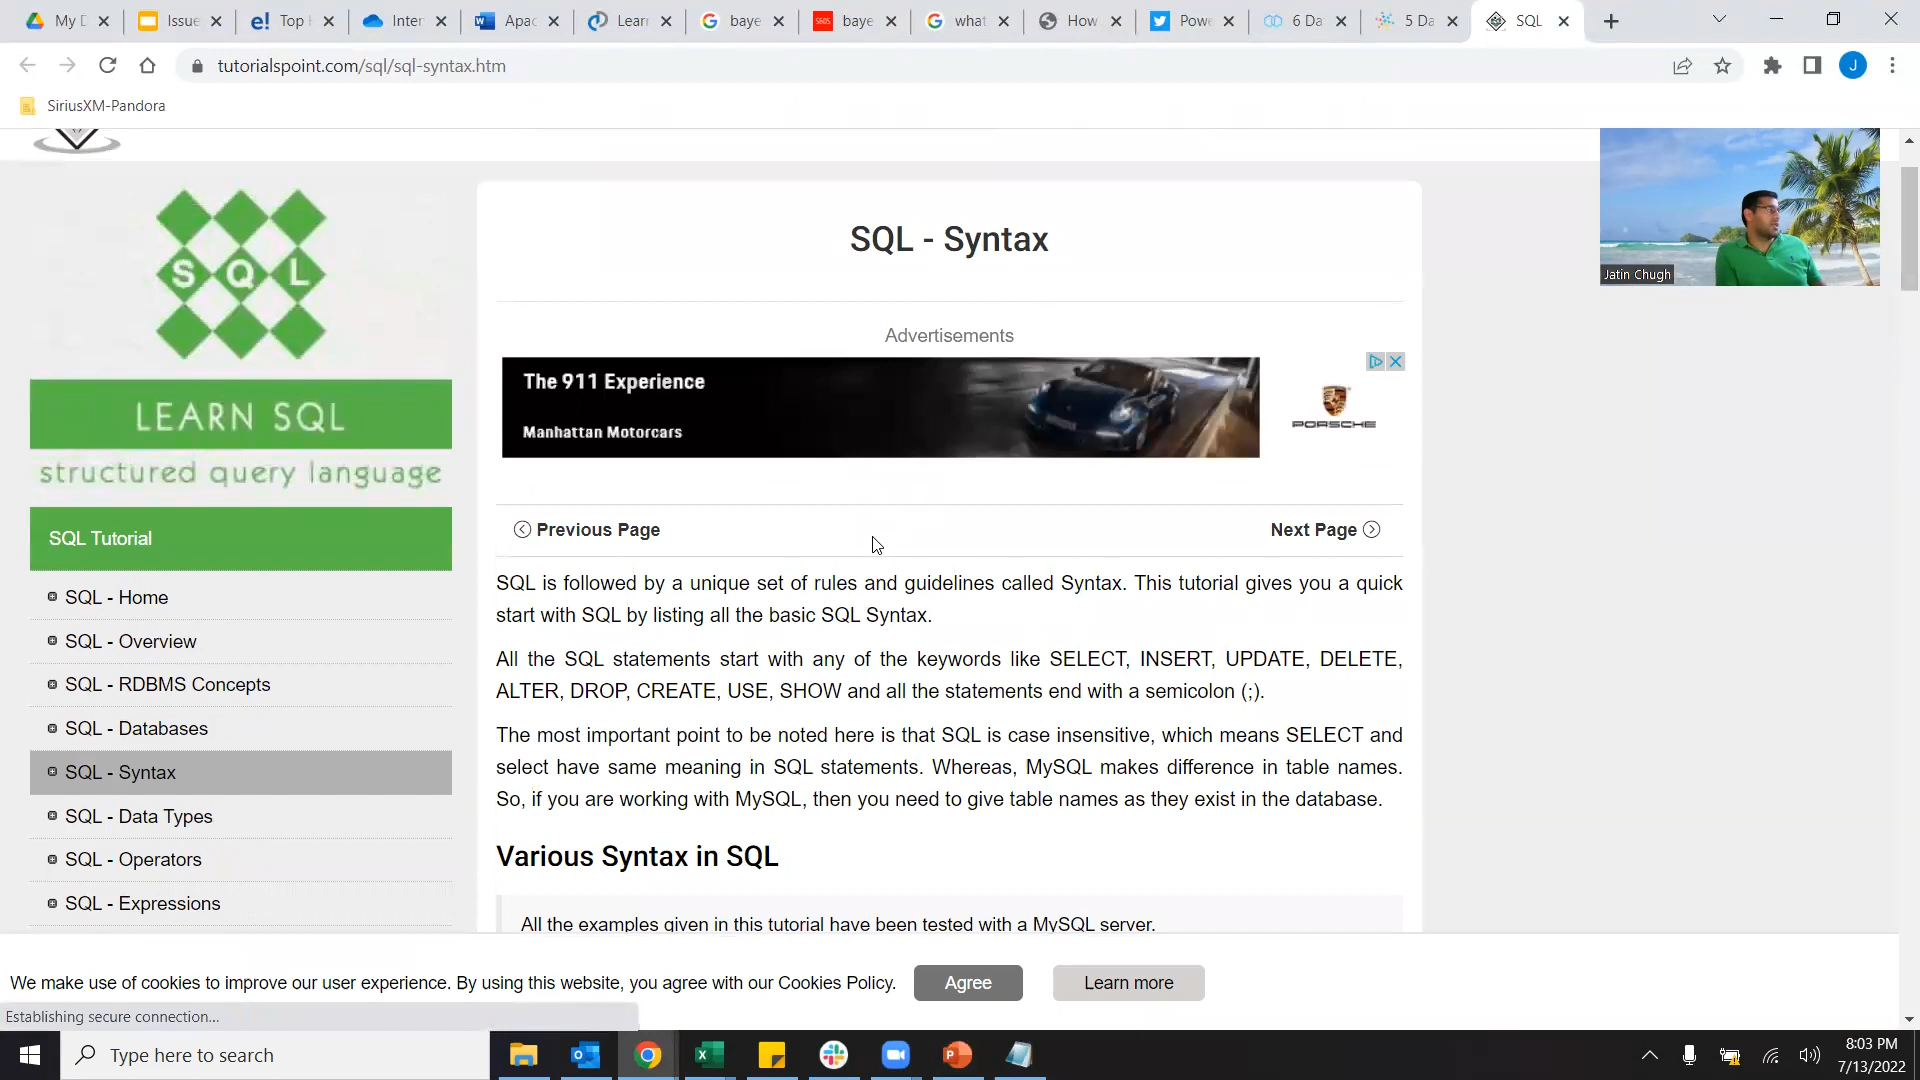 My D
Issue
e! Top
Inter
W Apac
Learn
baye
baye
what
How
Powe
6 Da
5 Da
SQL
tutorialspoint.com/sql/sql-syntax.htm
J
SiriusXM-Pandora
Jatin Chugh
SQL
LEARN SQL
structured query language
SQL Tutorial
SQL - Home
SQL - Overview
SQL - RDBMS Concepts
SQL - Databases
SQL - Syntax
SQL - Data Types
SQL - Operators
SQL - Expressions
SQL - Syntax
Advertisements
The 911 Experience
Manhattan Motorcars
PORSCHE
Previous Page
Next Page
SQL is followed by a unique set of rules and guidelines called Syntax. This tutorial gives you a quick
start with SQL by listing all the basic SQL Syntax.
All the SQL statements start with any of the keywords like SELECT, INSERT, UPDATE, DELETE,
ALTER, DROP, CREATE, USE, SHOW and all the statements end with a semicolon (;).
The most important point to be noted here is that SQL is case insensitive, which means SELECT and
select have same meaning in SQL statements. Whereas, MySQL makes difference in table names.
So, if you are working with MySQL, then you need to give table names as they exist in the database.
Various Syntax in SQL
All the examples given in this tutorial have been tested with a MySQL server.
We make use of cookies to improve our user experience. By using this website, you agree with our Cookies Policy.
Agree
Learn more
Establishing secure connection...
Type here to search
8:03 PM
7/13/2022